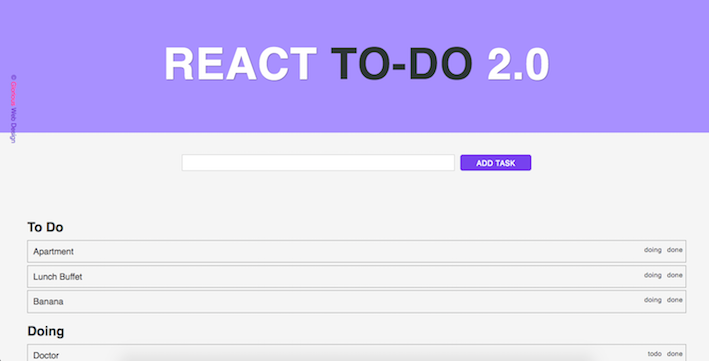 REACT TO-DO 2.0
© Cosmos Web Design
ADD TASK
To Do
Apartment doing done
Lunch Buffet doing done
Banana doing done
Doing
Doctor todo done